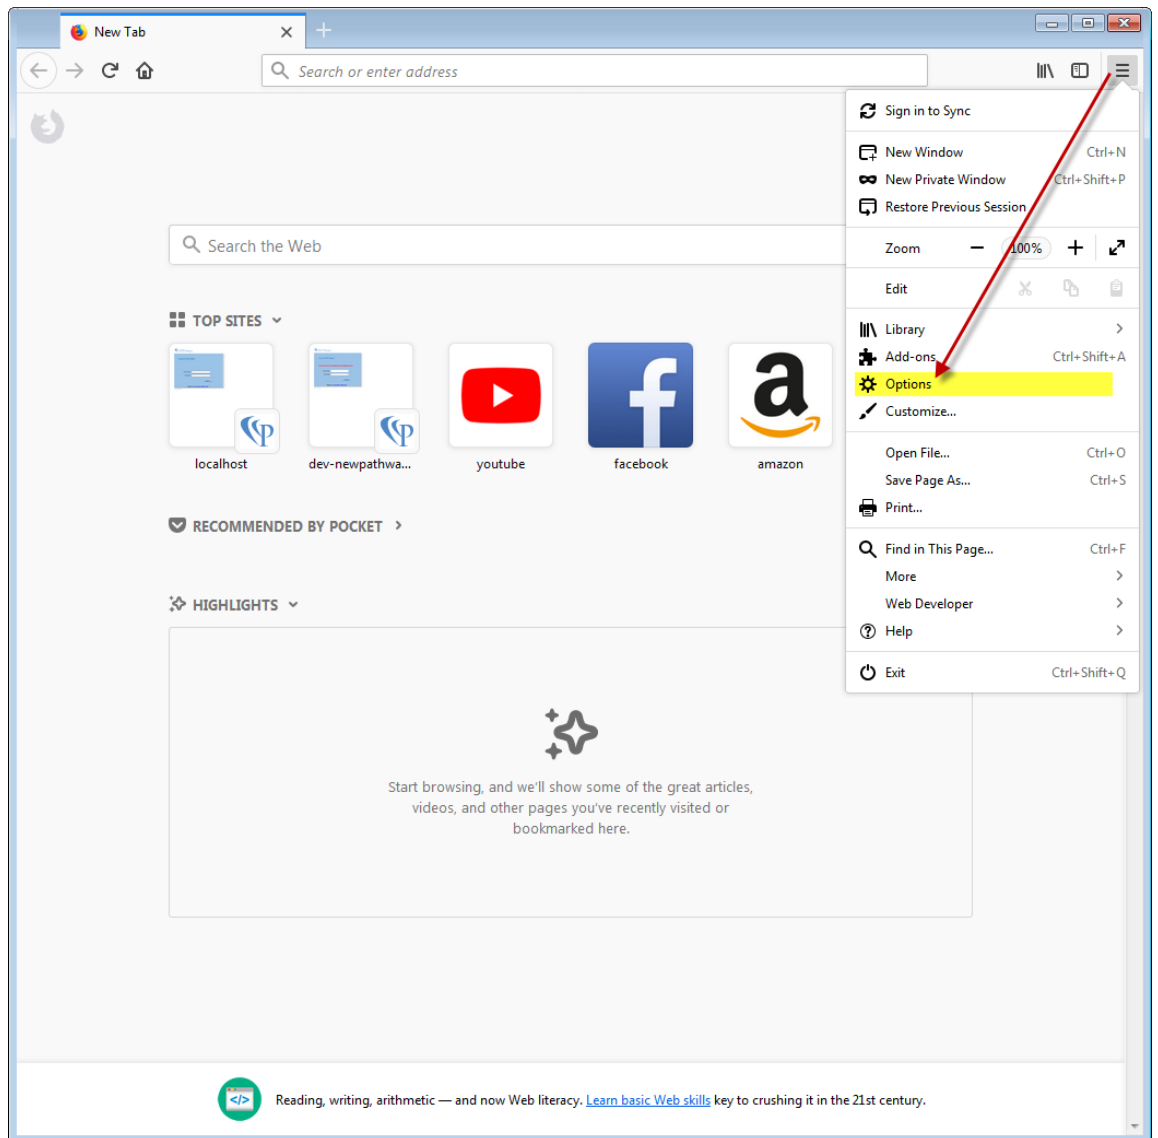 New Tab
Search or enter address
Sign in to Sync
New Window Ctrl+N
New Private Window Ctrl+Shift+P
Restore Previous Session
Zoom 100%
Edit
Library
Add-ons Ctrl+Shift+A
Options
Customize...
Open File... Ctrl+O
Save Page As... Ctrl+S
Print...
Find in This Page... Ctrl+F
More
Web Developer
Help
Exit Ctrl+Shift+Q
Search the Web
TOP SITES
localhost dev-newpathwa... youtube facebook amazon
RECOMMENDED BY POCKET
HIGHLIGHTS
Start browsing, and we'll show some of the great articles,
videos, and other pages you've recently visited or
bookmarked here.
Reading, writing, arithmetic — and now Web literacy. Learn basic Web skills key to crushing it in the 21st century.